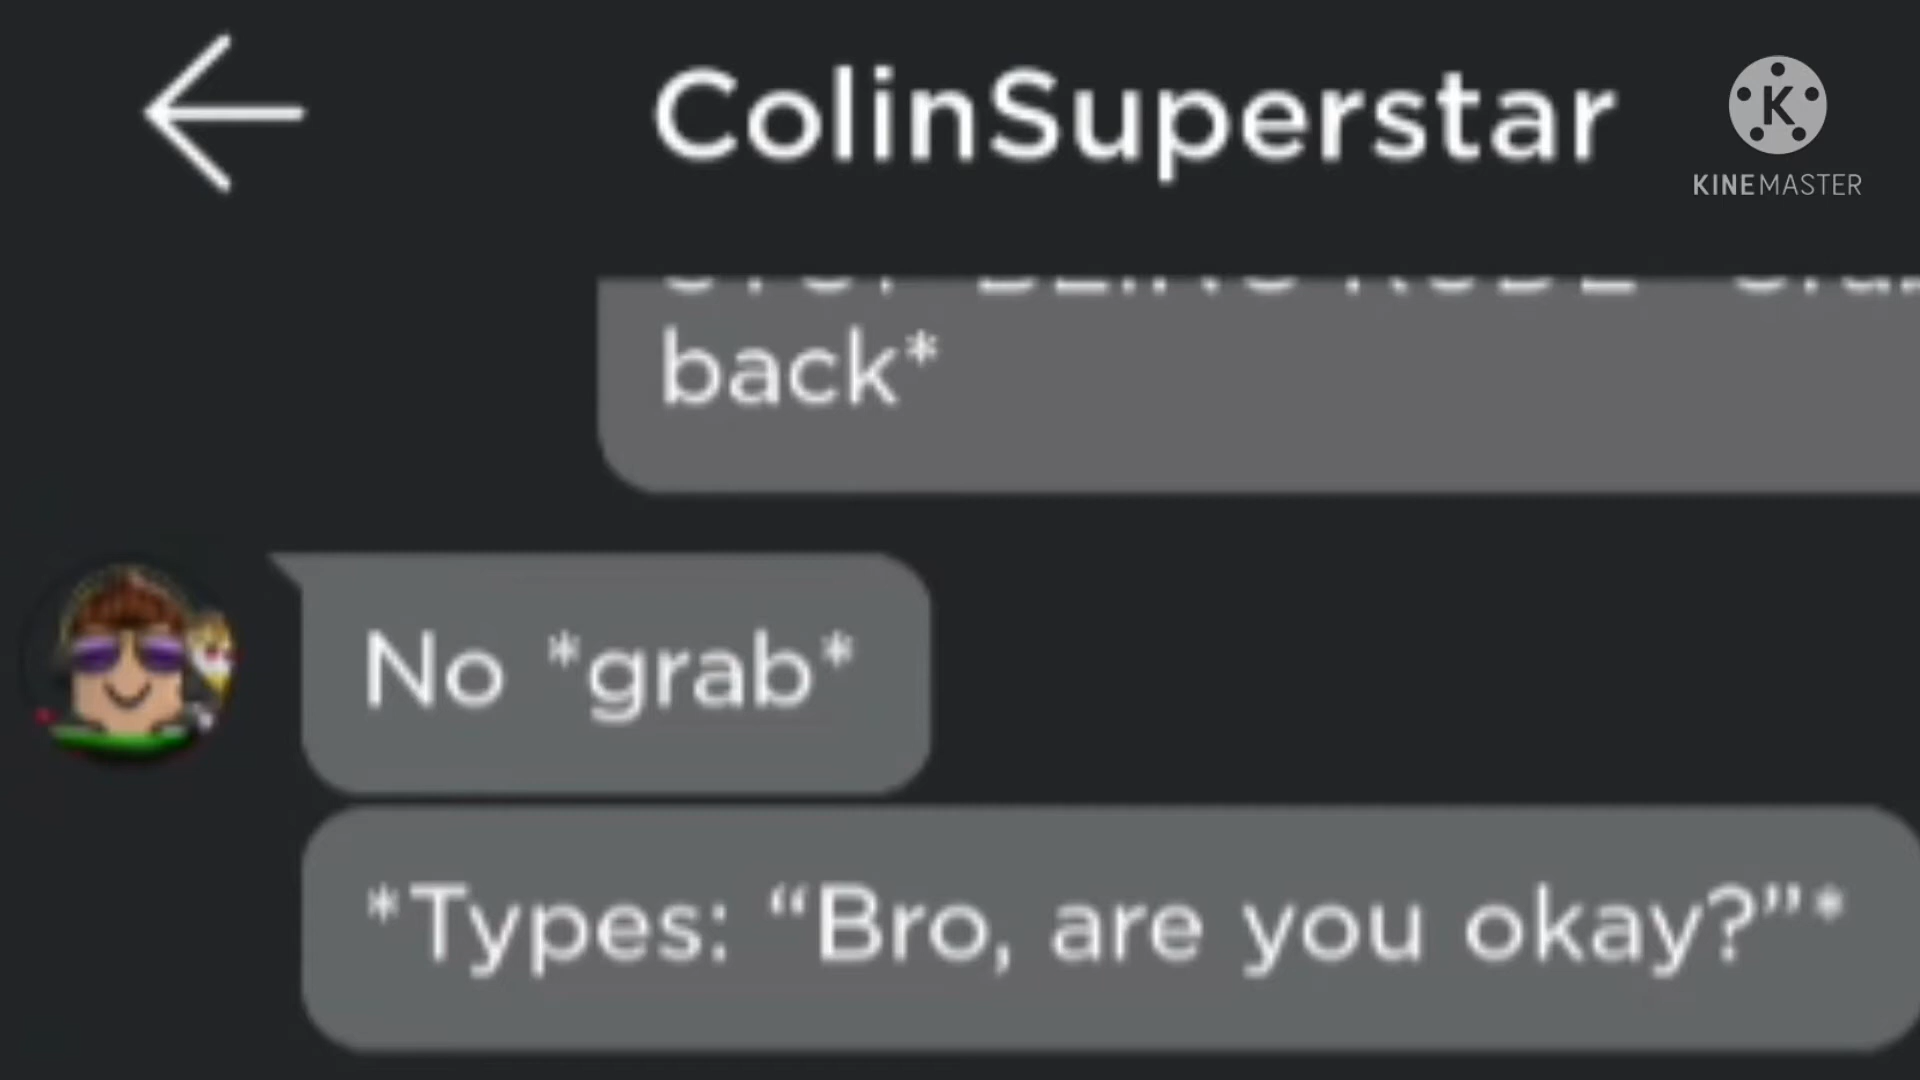 ColinSuperstar
K
KINEMASTER
back*
No *grab*
*Types: “Bro, are you okay?”*